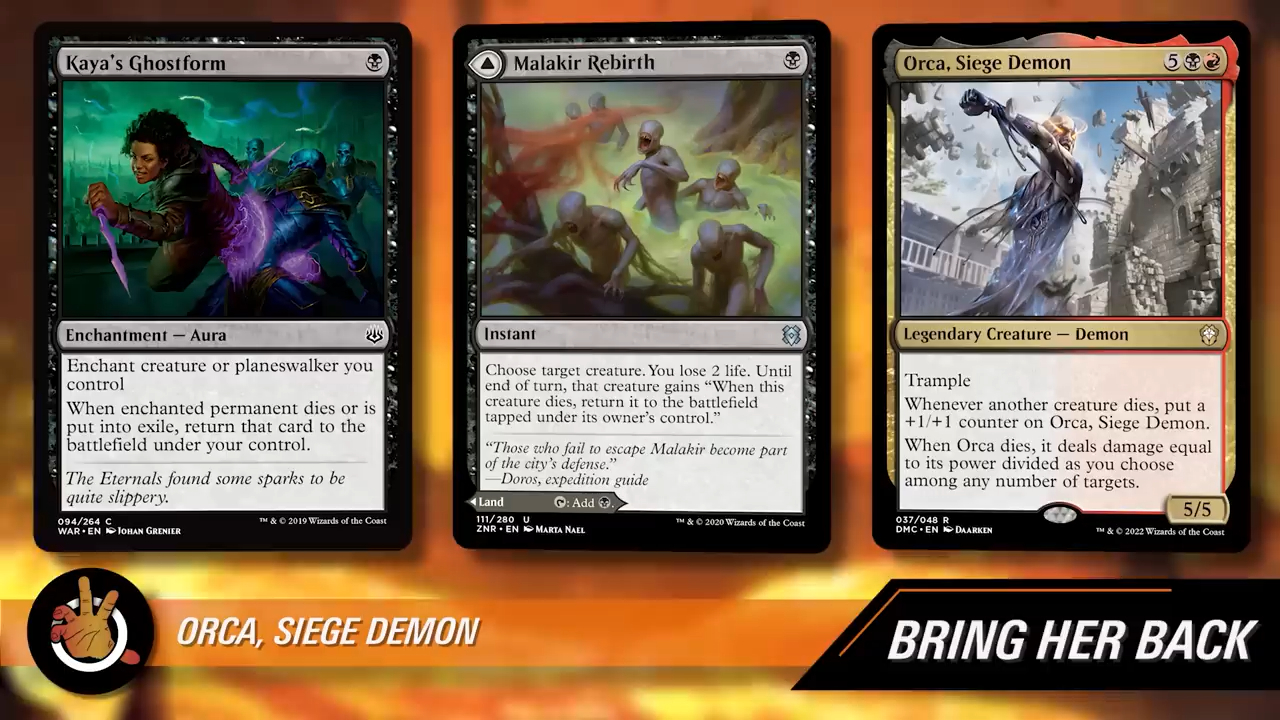 Kaya's Ghostform
Enchantment — Aura
Enchant creature or planeswalker you
control
When enchanted permanent dies or is
put into exile, return that card to the
battlefield under your control.
The Eternals found some sparks to be
quite slippery.
094/264 C
WAR • EN Johan Grenier
™ & © 2019 Wizards of the Coast
Malakir Rebirth
Instant
Choose target creature. You lose 2 life. Until
end of turn, that creature gains “When this
creature dies, return it to the battlefield
tapped under its owner's control.”
“Those who fail to escape Malakir become part
of the city's defense.”
—Doros, expedition guide
Land : Add .
111/280 U
ZNR • EN Marta Nael
™ & © 2020 Wizards of the Coast
Orca, Siege Demon 5
Legendary Creature — Demon
Trample
Whenever another creature dies, put a
+1/+1 counter on Orca, Siege Demon.
When Orca dies, it deals damage equal
to its power divided as you choose
among any number of targets.
5/5
037/048 R
DMC • EN Daarken
™ & © 2022 Wizards of the Coast
ORCA, SIEGE DEMON
BRING HER BACK